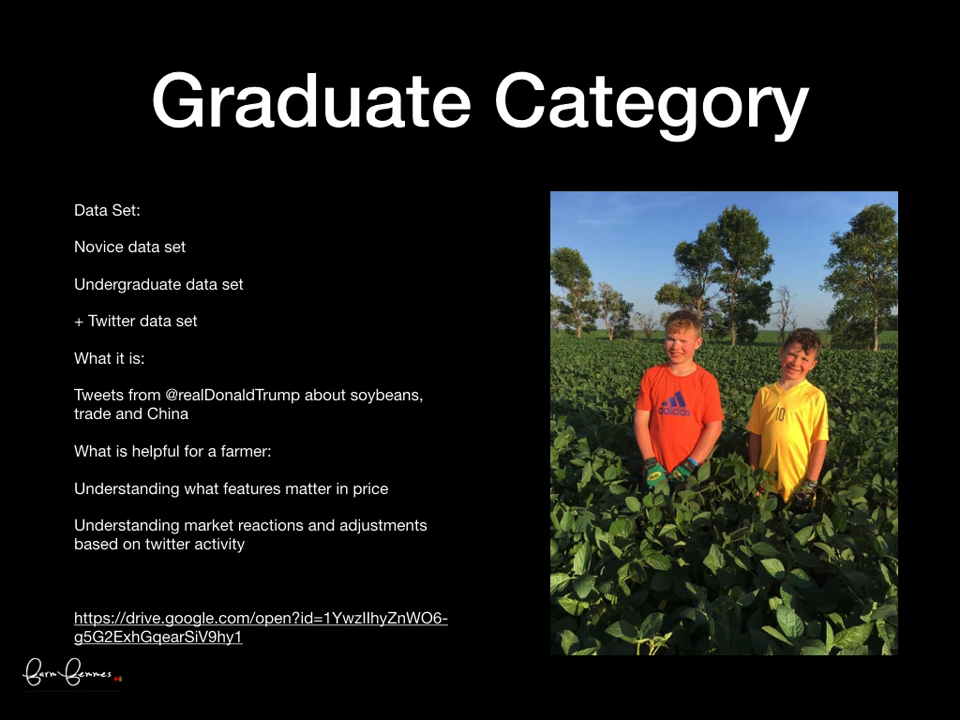 Graduate Category
Data Set:
Novice data set
Undergraduate data set
+ Twitter data set
What it is:
Tweets from @realDonaldTrump about soybeans,
trade and China
What is helpful for a farmer:
Understanding what features matter in price
Understanding market reactions and adjustments
based on twitter activity
https://drive.google.com/open?id=1YwzIIhyZnWO6-
g5G2ExhGqearSiV9hy1
adidas
10
Farm Femmes